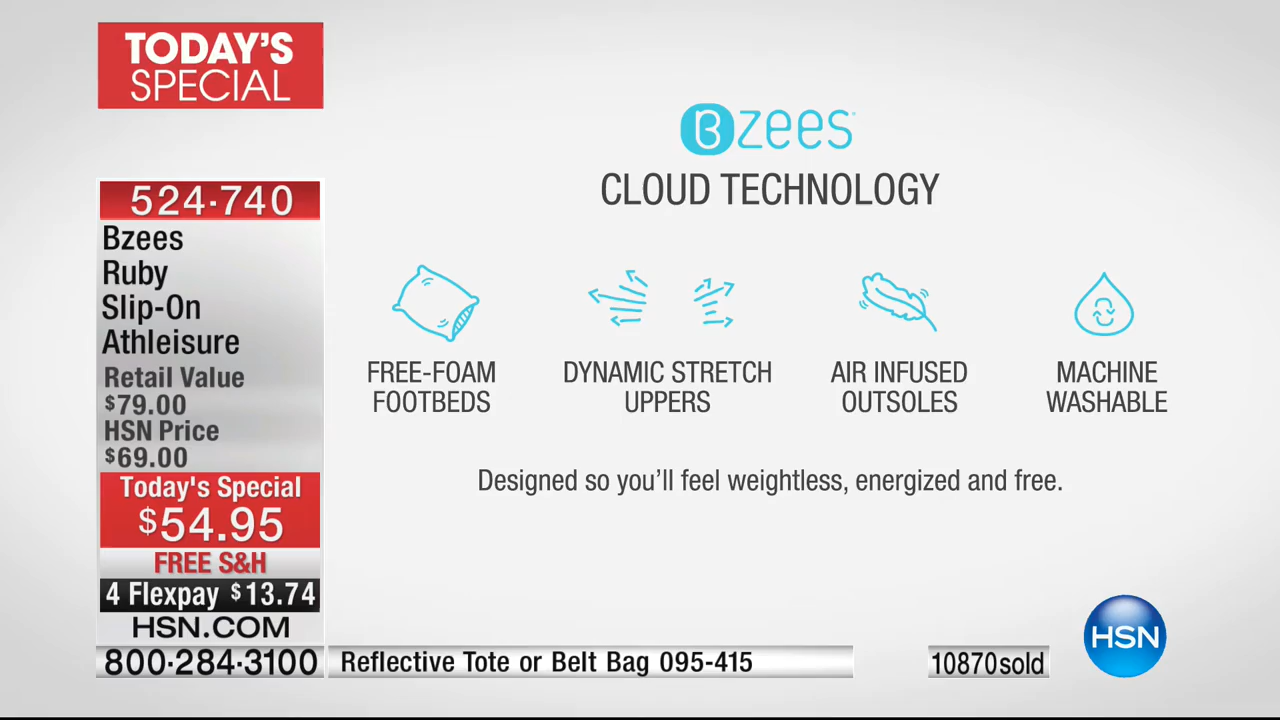 TODAY'S
SPECIAL
524·740
Bzees
Ruby
Slip-On
Athleisure
Retail Value
$79.00
HSN Price
$69.00
Today's Special
$54.95
FREE S&H
4 Flexpay $13.74
HSN.COM
800·284·3100
Bzees™
CLOUD TECHNOLOGY
FREE-FOAM
FOOTBEDS
DYNAMIC STRETCH
UPPERS
AIR INFUSED
OUTSOLES
MACHINE
WASHABLE
Designed so you'll feel weightless, energized and free.
Reflective Tote or Belt Bag 095-415
10870 sold
HSN